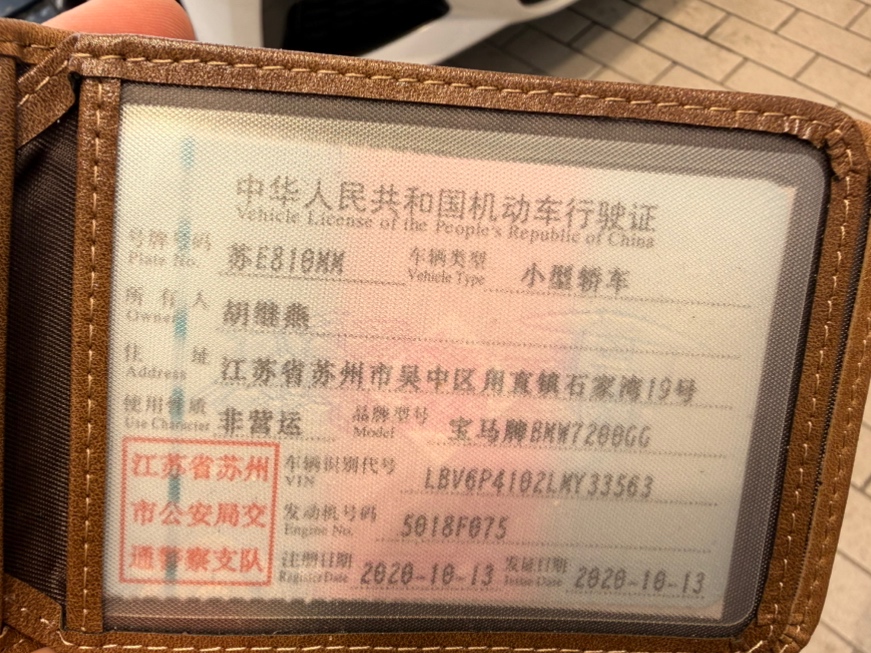 中华人民共和国机动车行驶证
Vehicle License of the People's Republic of China
号牌号码 苏E810MM 车辆类型 小型轿车
Plate No. Vehicle Type
所有人 胡继燕
Owner
住址 江苏省苏州市吴中区甪直镇石家湾19号
Address
使用性质 非营运 品牌型号 宝马牌BMW7200GG
Use Character Model
江苏省苏州
市公安局交
通警察支队
车辆识别代号 LBV6P4102LMY33563
VIN
发动机号码 5018F075
Engine No.
注册日期 2020-10-13 发证日期 2020-10-13
Register Date Issue Date